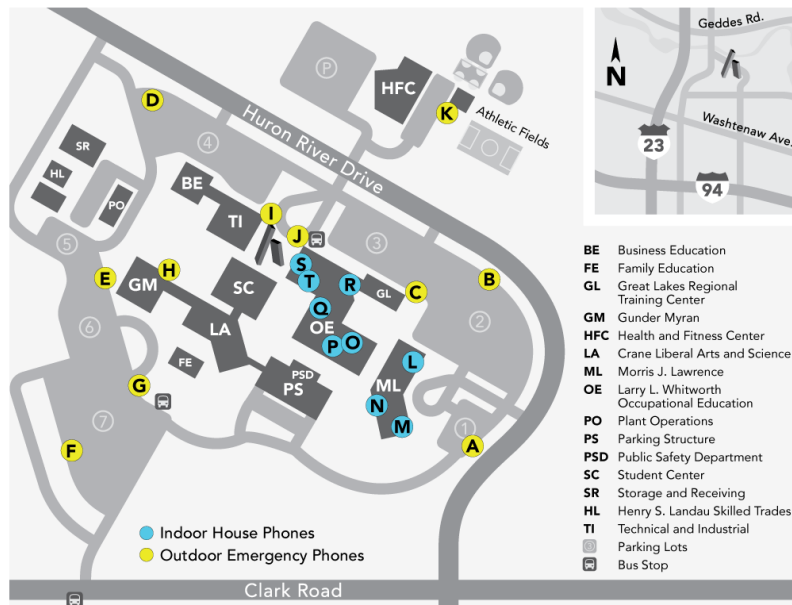 Geddes Rd.
N
Washtenaw Ave.
23
94
D
P
HFC
K
Athletic Fields
Huron River Drive
4
SR
HL
PO
BE
TI
I
J
3
5
S
T
R
GL
C
B
E
H
GM
SC
Q
2
6
LA
OE
P
O
L
FE
PSD
PS
ML
G
N
M
7
1
A
F
Indoor House Phones
Outdoor Emergency Phones
Clark Road
BE Business Education
FE Family Education
GL Great Lakes Regional
Training Center
GM Gunder Myran
HFC Health and Fitness Center
LA Crane Liberal Arts and Science
ML Morris J. Lawrence
OE Larry L. Whitworth
Occupational Education
PO Plant Operations
PS Parking Structure
PSD Public Safety Department
SC Student Center
SR Storage and Receiving
HL Henry S. Landau Skilled Trades
TI Technical and Industrial
Parking Lots
Bus Stop